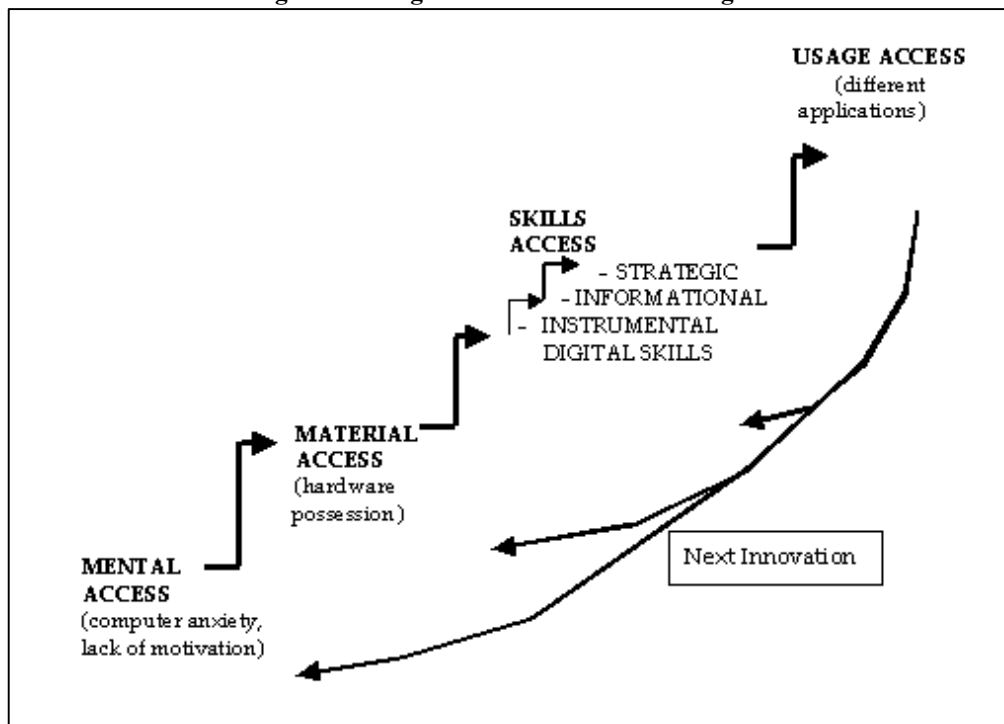 USAGE ACCESS
(different
applications)
SKILLS
ACCESS
- STRATEGIC
- INFORMATIONAL
- INSTRUMENTAL
DIGITAL SKILLS
MATERIAL
ACCESS
(hardware
possession)
Next Innovation
MENTAL
ACCESS
(computer anxiety,
lack of motivation)